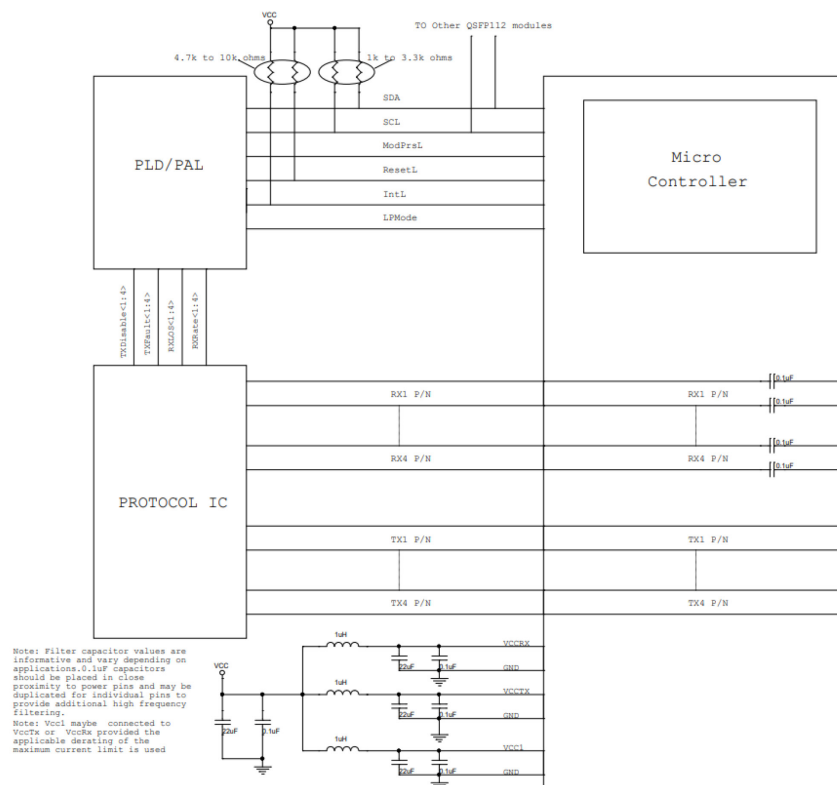 VCC
TO Other QSFP112 modules
4.7k to 10k ohms
1k to 3.3k ohms
SDA
SCL
ModPrsL
ResetL
IntL
LPMode
PLD/PAL
Micro
Controller
TXDisable<1:4>
TXFault<1:4>
RXLOS<1:4>
RXRate<1:4>
0.1uF
RX1 P/N
RX1 P/N
0.1uF
0.1uF
RX4 P/N
RX4 P/N
0.1uF
PROTOCOL IC
TX1 P/N
TX1 P/N
TX4 P/N
TX4 P/N
Note: Filter capacitor values are
informative and vary depending on
applications.0.1uF capacitors
should be placed in close
proximity to power pins and may be
duplicated for individual pins to
provide additional high frequency
filtering.
Note: Vcc1 maybe connected to
VccTx or VccRx provided the
applicable derating of the
maximum current limit is used
VCC
22uF
0.1uF
1uH
VCCRX
22uF
0.1uF
GND
1uH
VCCTX
22uF
0.1uF
GND
1uH
VCC1
22uF
0.1uF
GND